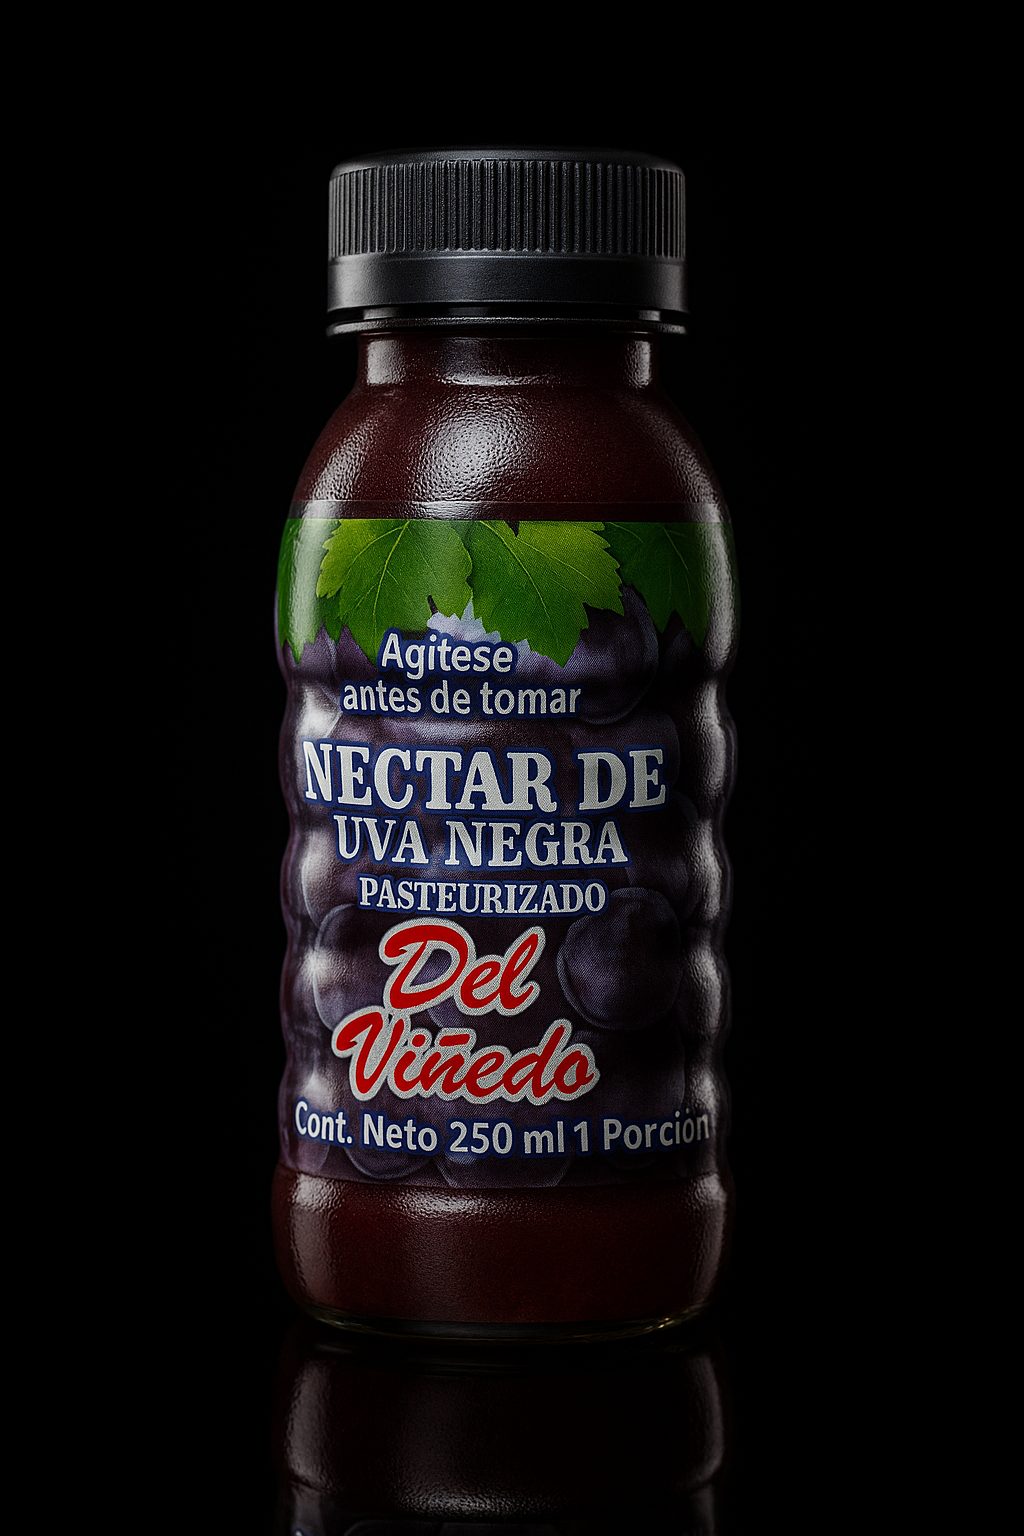 Agitese
antes de tomar
NECTAR DE
UVA NEGRA
PASTEURIZADO
Del
Viñedo
Cont. Neto 250 ml 1 Porción